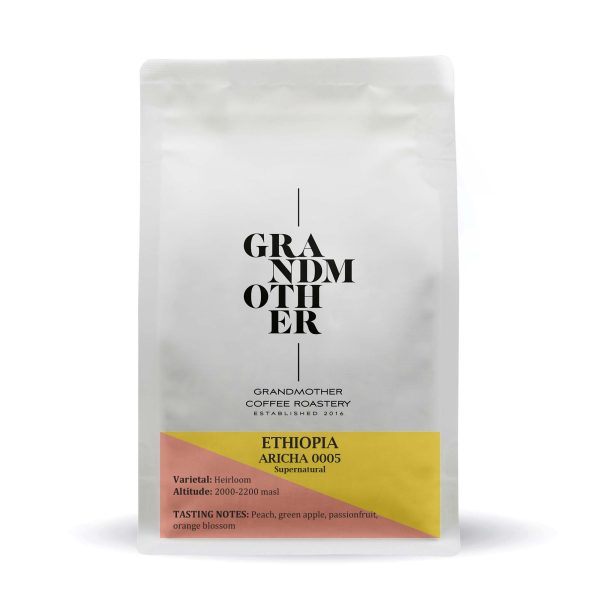 GRA
NDM
OTH
ER
GRANDMOTHER
COFFEE ROASTERY
ESTABLISHED 2016
ETHIOPIA
ARICHA 0005
Supernatural
Varietal: Heirloom
Altitude: 2000-2200 masl
TASTING NOTES: Peach, green apple, passionfruit,
orange blossom